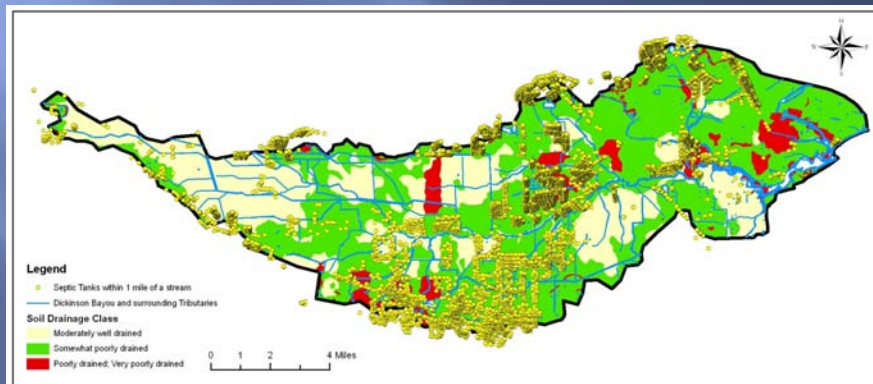 N
W E
S
Legend
Septic Tanks within 1 mile of a stream
Dickinson Bayou and surrounding Tributaries
Soil Drainage Class
Moderately well drained
Somewhat poorly drained
Poorly drained; Very poorly drained
0 1 2 4 Miles